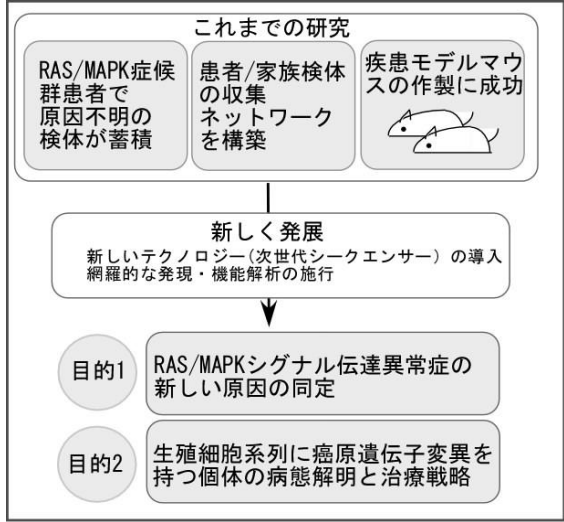 これまでの研究
RAS/MAPK症候
群患者で
原因不明の
検体が蓄積
患者/家族検体
の収集
ネットワーク
を構築
疾患モデルマウ
スの作製に成功
新しく発展
新しいテクノロジー(次世代シークエンサー) の導入
網羅的な発現・機能解析の施行
目的1
RAS/MAPKシグナル伝達異常症の
新しい原因の同定
目的2
生殖細胞系列に癌原遺伝子変異を
持つ個体の病態解明と治療戦略